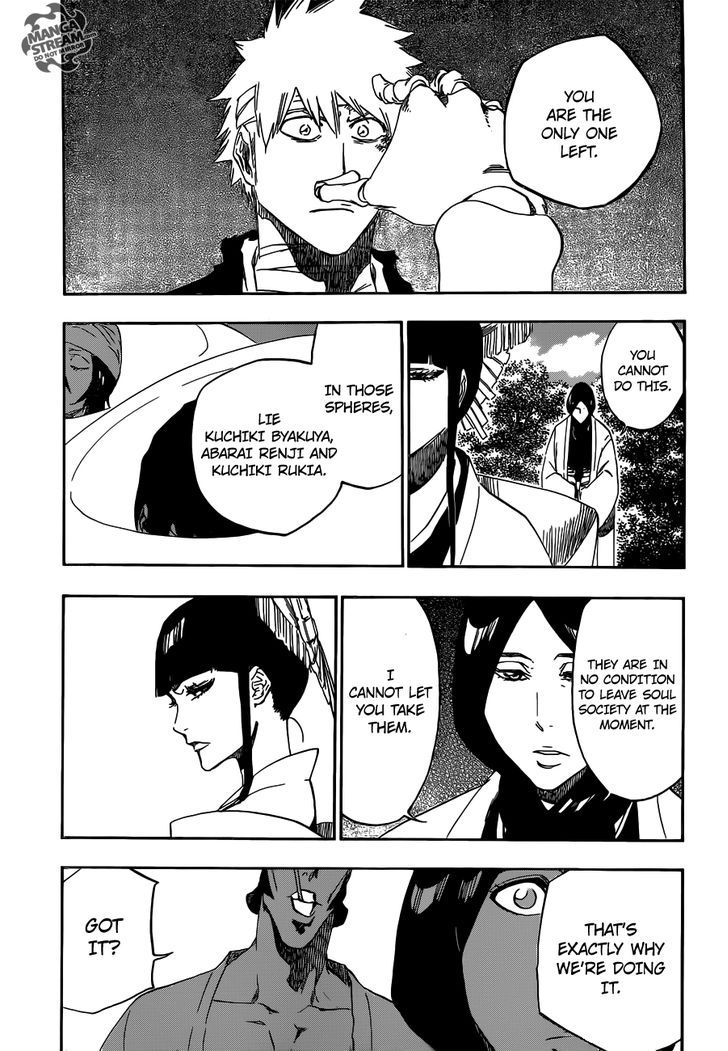 MANGA
STREAM
YOU
ARE THE
ONLY ONE
LEFT.
YOU
CANNOT
DO THIS.
IN THOSE
SPHERES,
LIE
KUCHIKI BYAKUYA,
ABARAI RENJI AND
KUCHIKI RUKIA.
THEY ARE IN
NO CONDITION
TO LEAVE SOUL
SOCIETY AT THE
MOMENT.
I
CANNOT LET
YOU TAKE
THEM.
THAT'S
EXACTLY WHY
WE'RE DOING
IT.
GOT
IT?